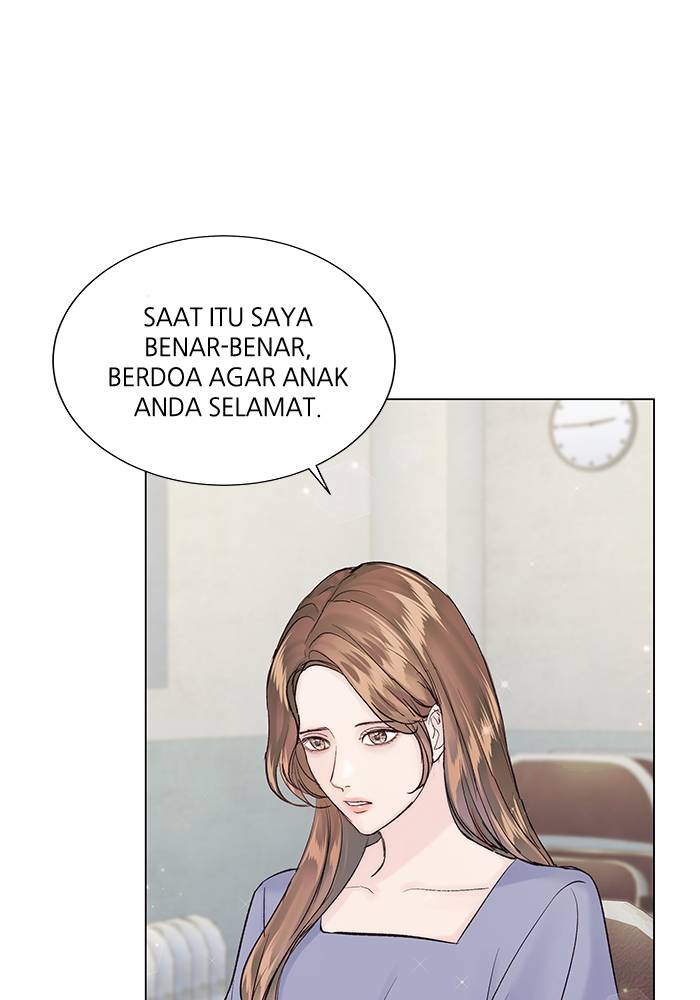 SAAT ITU SAYA
BENAR-BENAR,
BERDOA AGAR ANAK
ANDA SELAMAT.